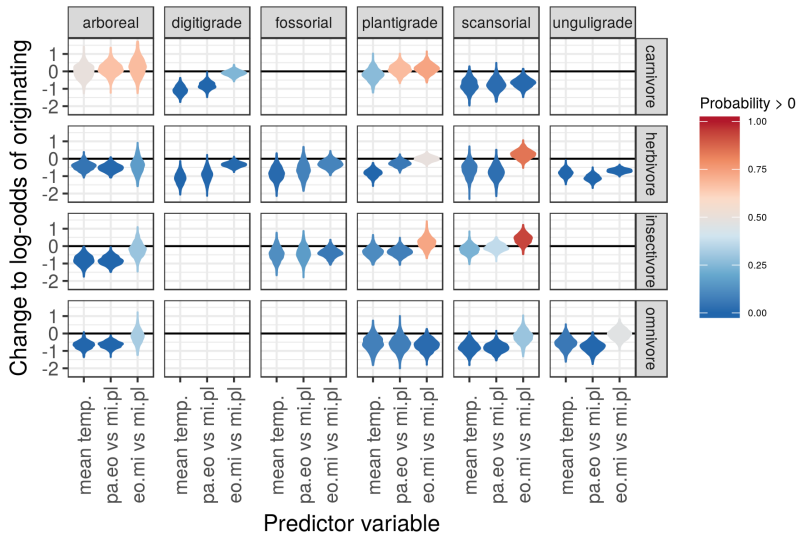 arboreal digitigrade fossorial plantigrade scansorial unguligrade
Change to log-odds of originating
1
0
-1
-2
carnivore
1
0
-1
-2
herbivore
1
0
-1
-2
insectivore
1
0
-1
-2
omnivore
mean temp.
pa.eo vs mi.pl
eo.mi vs mi.pl
mean temp.
pa.eo vs mi.pl
eo.mi vs mi.pl
mean temp.
pa.eo vs mi.pl
eo.mi vs mi.pl
mean temp.
pa.eo vs mi.pl
eo.mi vs mi.pl
mean temp.
pa.eo vs mi.pl
eo.mi vs mi.pl
mean temp.
pa.eo vs mi.pl
eo.mi vs mi.pl
Predictor variable
Probability > 0
1.00
0.75
0.50
0.25
0.00